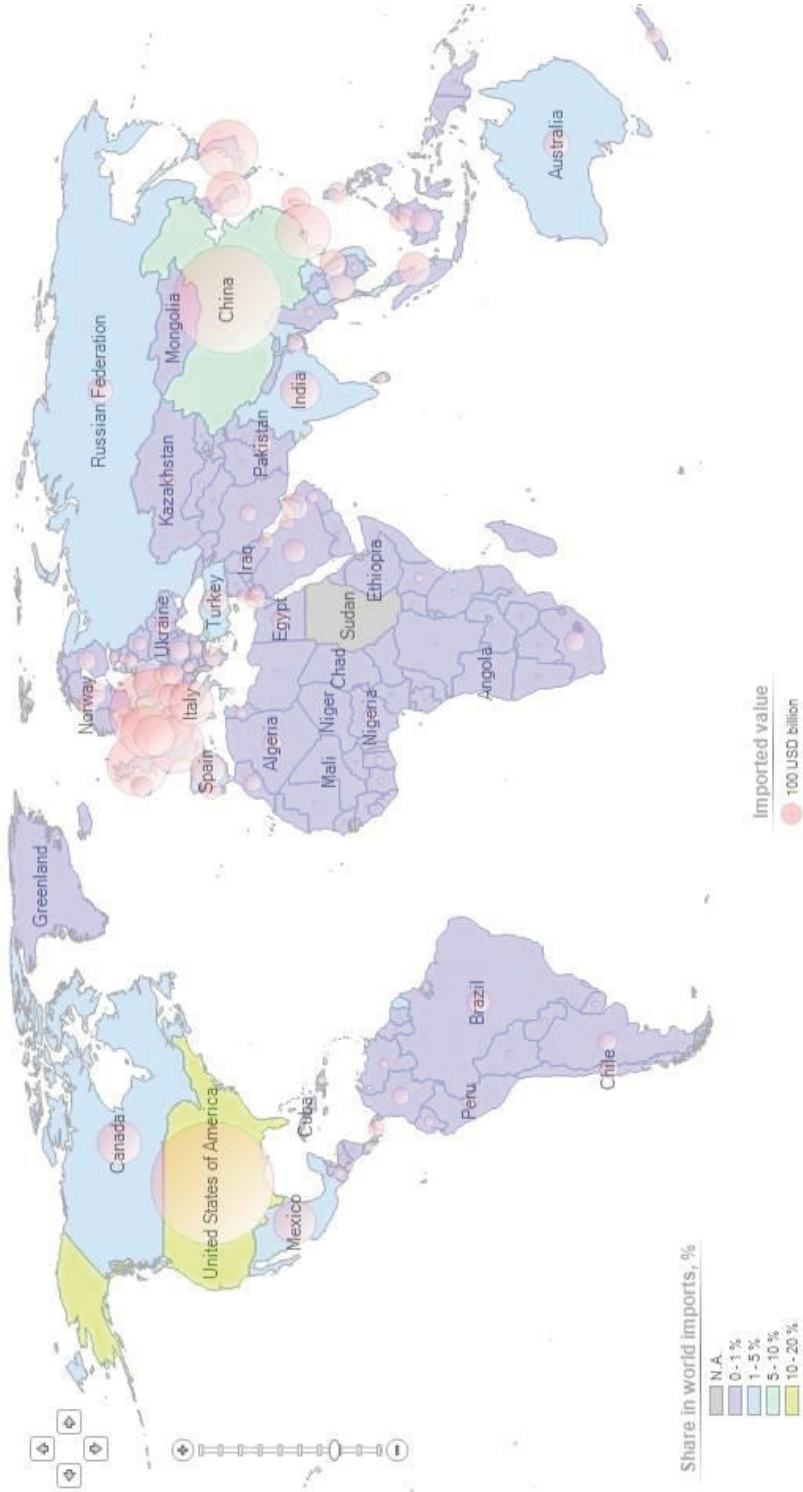 Greenland
Canada
United States of America
Mexico
Cuba
Peru
Brazil
Chile
Norway
Ukraine
Italy
Spain
Turkey
Russian Federation
Kazakhstan
Mongolia
China
Iraq
Pakistan
India
Algeria
Egypt
Mali
Niger
Chad
Sudan
Nigeria
Ethiopia
Angola
Australia
Share in world imports, %
N.A.
0 - 1 %
1 - 5 %
5 - 10 %
10 - 20 %
Imported value
100 USD billion